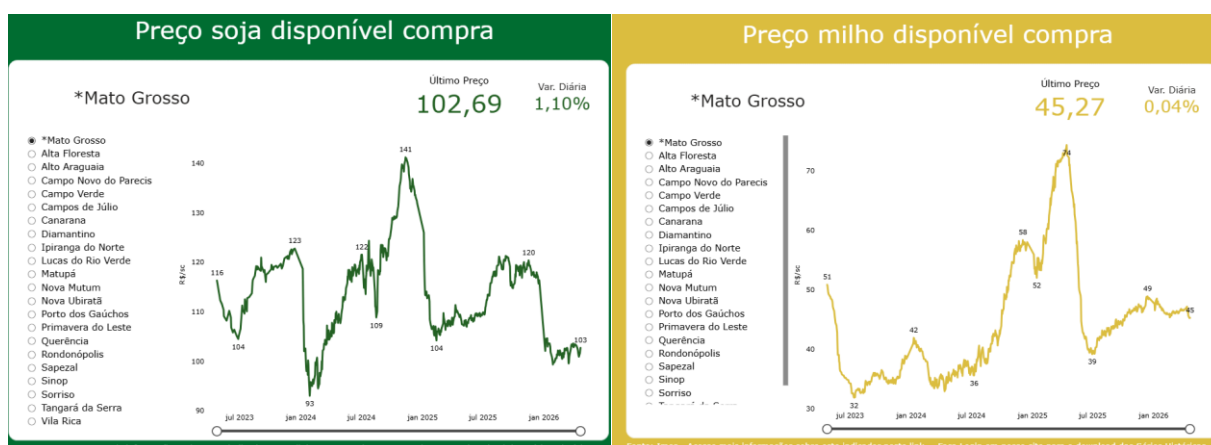 Preço soja disponível compra
*Mato Grosso
Último Preço
102,69
Var. Diária
1,10%
*Mato Grosso
Alta Floresta
Alto Araguaia
Campo Novo do Parecis
Campo Verde
Campos de Júlio
Canarana
Diamantino
Ipiranga do Norte
Lucas do Rio Verde
Matupá
Nova Mutum
Nova Ubiratã
Porto dos Gaúchos
Primavera do Leste
Querência
Rondonópolis
Sapezal
Sinop
Sorriso
Tangará da Serra
Vila Rica
R$/sc
140
130
120
110
100
90
116
104
123
93
122
109
141
104
120
103
jul 2023
jan 2024
jul 2024
jan 2025
jul 2025
jan 2026
Preço milho disponível compra
*Mato Grosso
Último Preço
45,27
Var. Diária
0,04%
*Mato Grosso
Alta Floresta
Alto Araguaia
Campo Novo do Parecis
Campo Verde
Campos de Júlio
Canarana
Diamantino
Ipiranga do Norte
Lucas do Rio Verde
Matupá
Nova Mutum
Nova Ubiratã
Porto dos Gaúchos
Primavera do Leste
Querência
Rondonópolis
Sapezal
Sinop
Sorriso
R$/sc
70
60
50
40
30
51
32
42
36
58
52
74
39
49
45
jul 2023
jan 2024
jul 2024
jan 2025
jul 2025
jan 2026